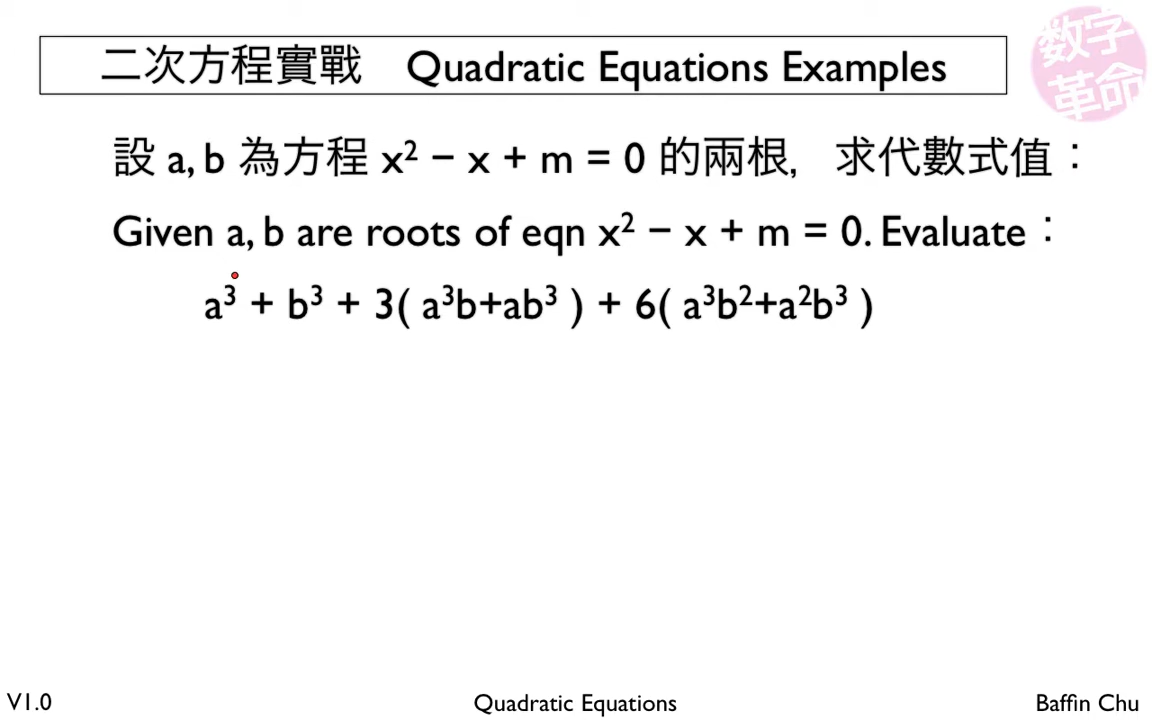 二次方程實戰 Quadratic Equations Examples
数字
革命
設 a, b 為方程 x² − x + m = 0 的兩根, 求代數式值：
Given a, b are roots of eqn x² − x + m = 0. Evaluate：
a³ + b³ + 3( a³b+ab³ ) + 6( a³b²+a²b³ )
V1.0 Quadratic Equations Baffin Chu